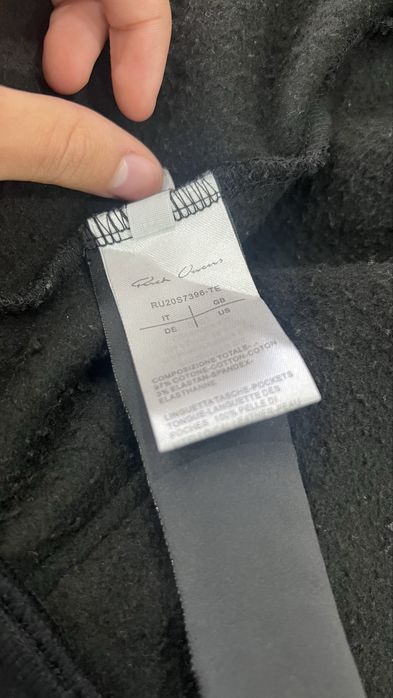 Rick Owens
RU20S7396-TE
IT GB
DE US
COMPOSIZIONE TOTALE-
97% COTONE-COTTON-COTON
3% ELASTAN-SPANDEX-
ELASTHANNE
LINGUETTA TASCHE-POCKETS
TONGUE-LANGUETTE DES
POCHES 100% PELLE DI